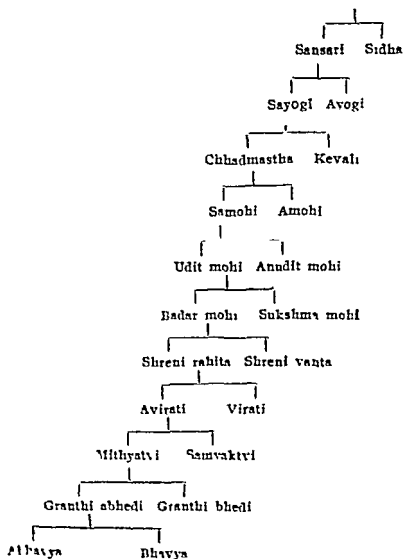 Sansari Sidha
Sayogi Ayogi
Chhadmastha Kevali
Samohi Amohi
Udit mohi Anudit mohi
Badar mohi Sukshma mohi
Shreni rahita Shreni vanta
Avirati Virati
Mithyatvi Samyaktvi
Granthi abhedi Granthi bhedi
Abhavya Bhavya